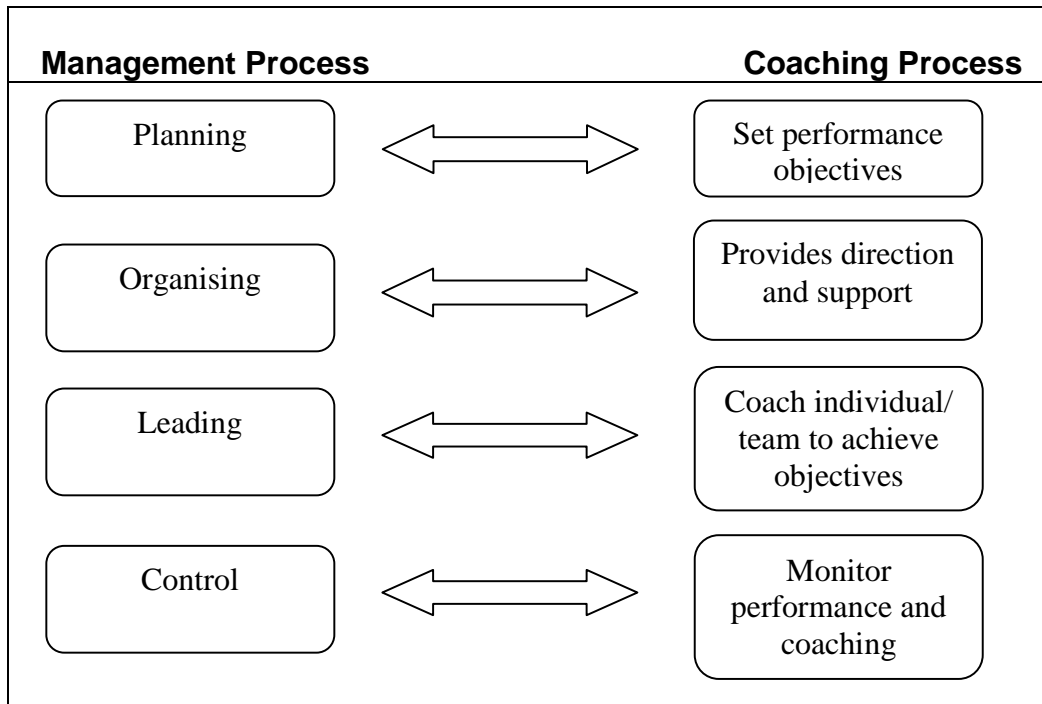 Management Process
Coaching Process
Planning
Set performance
objectives
Organising
Provides direction
and support
Leading
Coach individual/
team to achieve
objectives
Control
Monitor
performance and
coaching